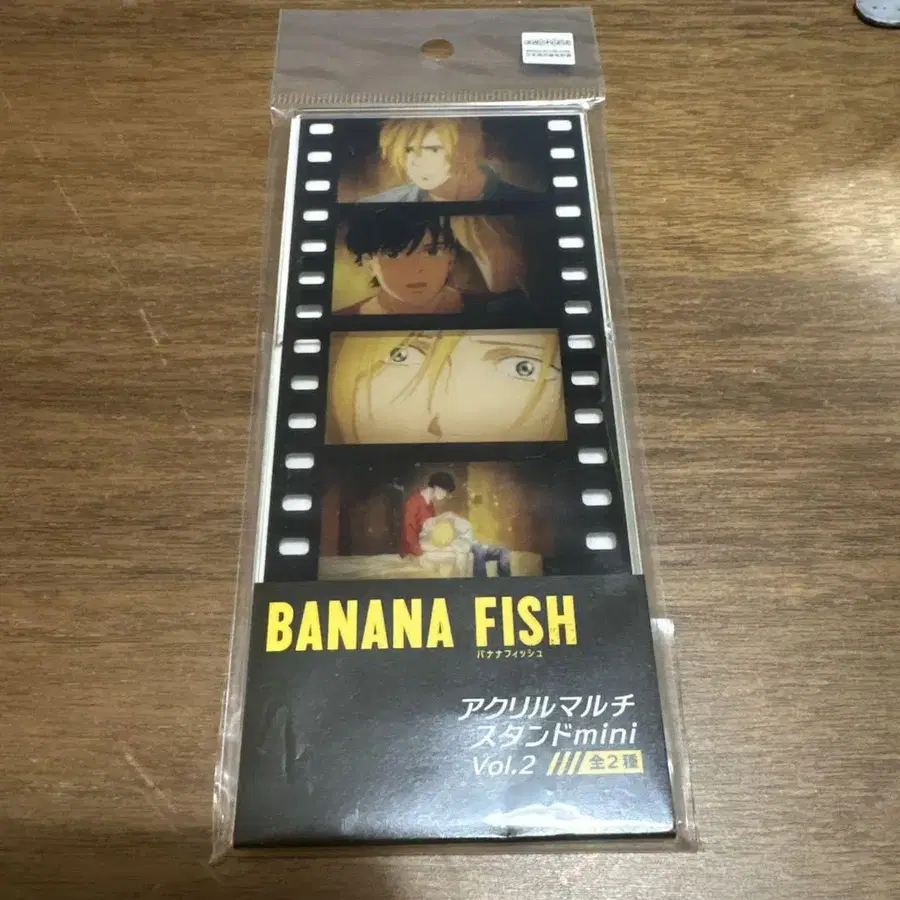 BANANA FISH
バナナフィッシュ
アクリルマルチ
スタンドmini
Vol.2 全2種